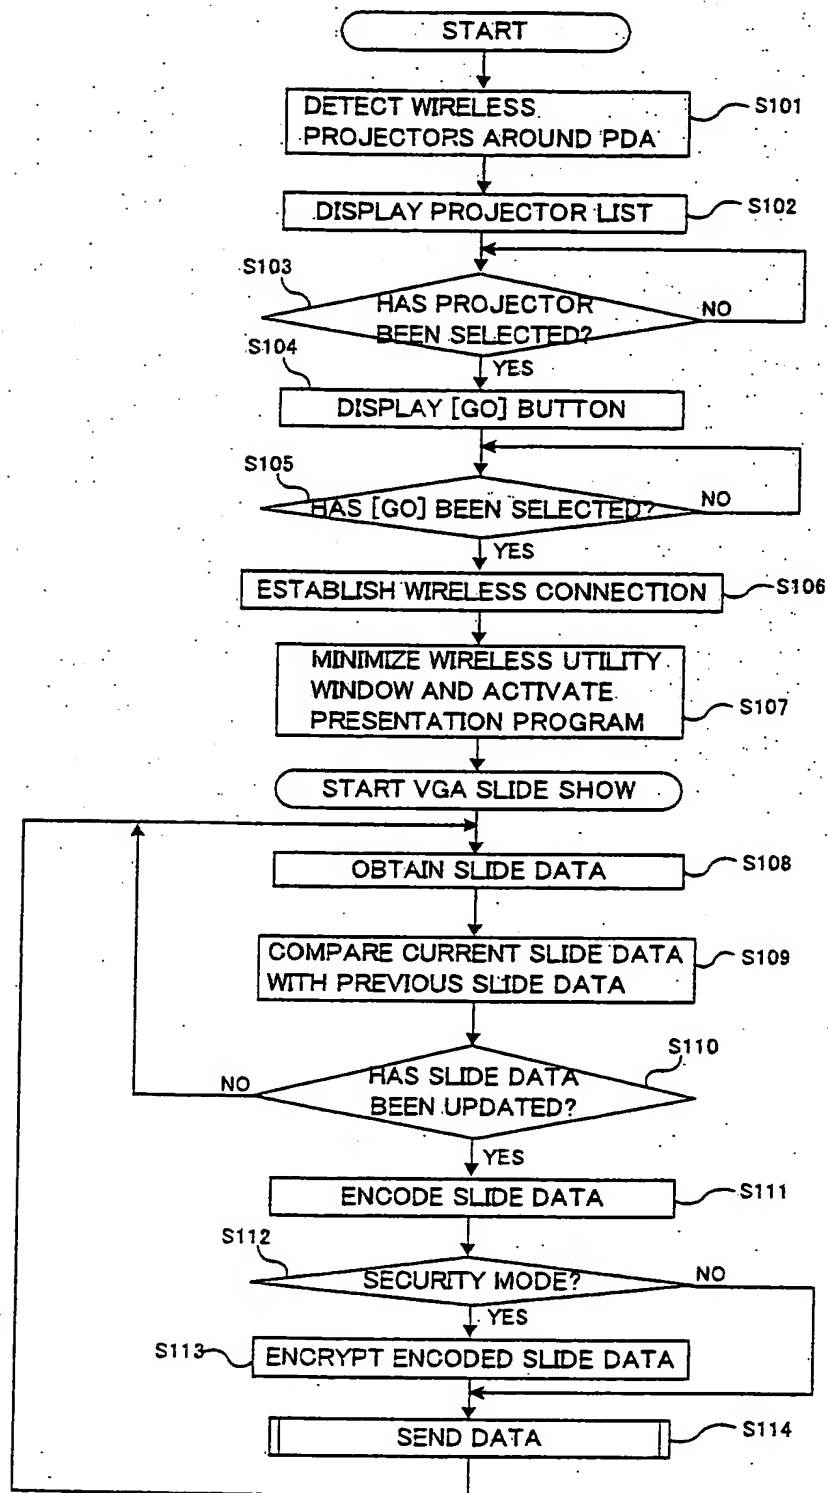 START
DETECT WIRELESS
PROJECTORS AROUND PDA
S101
DISPLAY PROJECTOR LIST
S102
S103
HAS PROJECTOR
BEEN SELECTED?
NO
YES
S104
DISPLAY [GO] BUTTON
S105
HAS [GO] BEEN SELECTED?
NO
YES
ESTABLISH WIRELESS CONNECTION
S106
MINIMIZE WIRELESS UTILITY
WINDOW AND ACTIVATE
PRESENTATION PROGRAM
S107
START VGA SLIDE SHOW
OBTAIN SLIDE DATA
S108
COMPARE CURRENT SLIDE DATA
WITH PREVIOUS SLIDE DATA
S109
S110
HAS SLIDE DATA
BEEN UPDATED?
NO
YES
ENCODE SLIDE DATA
S111
S112
SECURITY MODE?
NO
YES
S113
ENCRYPT ENCODED SLIDE DATA
SEND DATA
S114